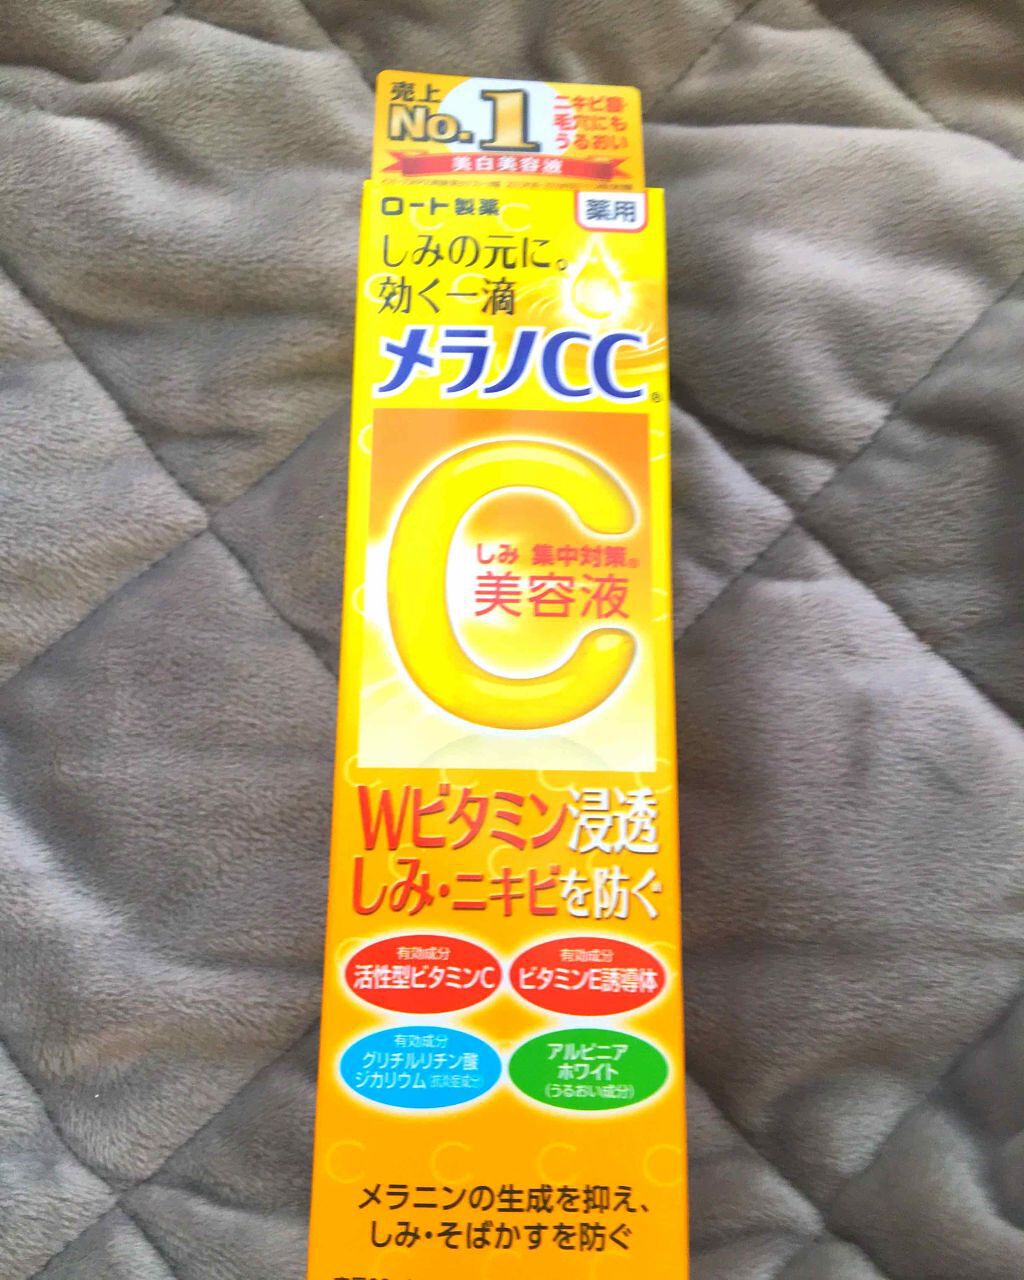 売上
No.1
ニキビ跡・
毛穴にも
うるおい
美白美容液
ロート製薬
薬用
しみの元に。
効く一滴
メラノCC®
C
しみ 集中対策
美容液
Wビタミン浸透
しみ・ニキビを防ぐ
有効成分
活性型ビタミンC
有効成分
ビタミンE誘導体
有効成分
グリチルリチン酸
ジカリウム(抗炎症成分)
アルピニア
ホワイト
(うるおい成分)
メラニンの生成を抑え、
しみ・そばかすを防ぐ